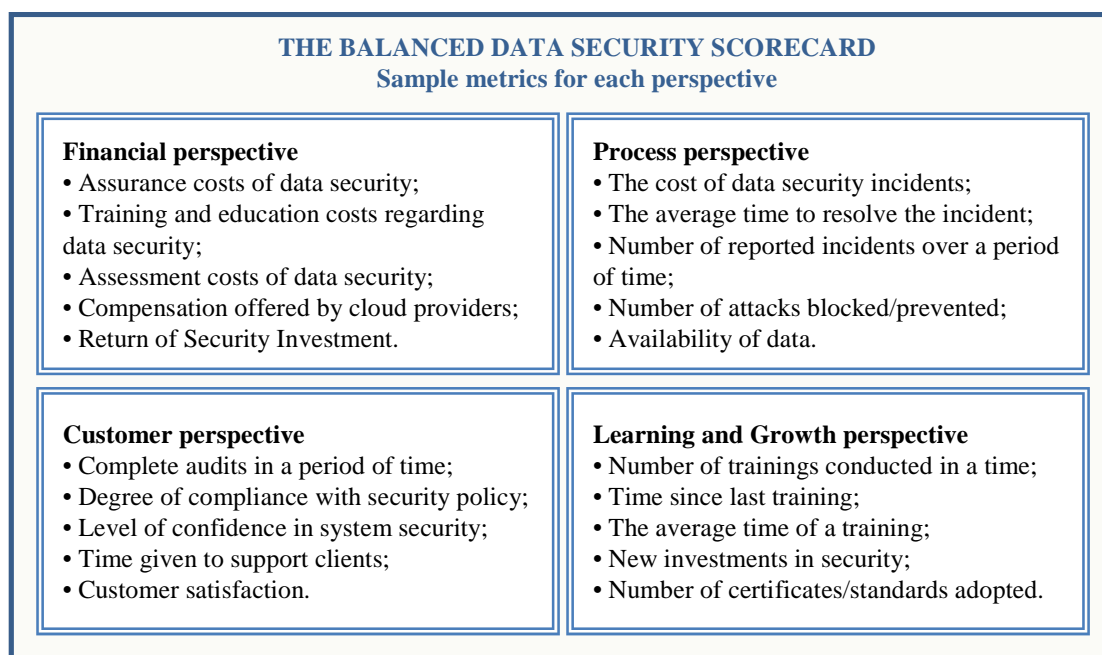 THE BALANCED DATA SECURITY SCORECARD
Sample metrics for each perspective
Financial perspective
• Assurance costs of data security;
• Training and education costs regarding
data security;
• Assessment costs of data security;
• Compensation offered by cloud providers;
• Return of Security Investment.
Process perspective
• The cost of data security incidents;
• The average time to resolve the incident;
• Number of reported incidents over a period
of time;
• Number of attacks blocked/prevented;
• Availability of data.
Customer perspective
• Complete audits in a period of time;
• Degree of compliance with security policy;
• Level of confidence in system security;
• Time given to support clients;
• Customer satisfaction.
Learning and Growth perspective
• Number of trainings conducted in a time;
• Time since last training;
• The average time of a training;
• New investments in security;
• Number of certificates/standards adopted.